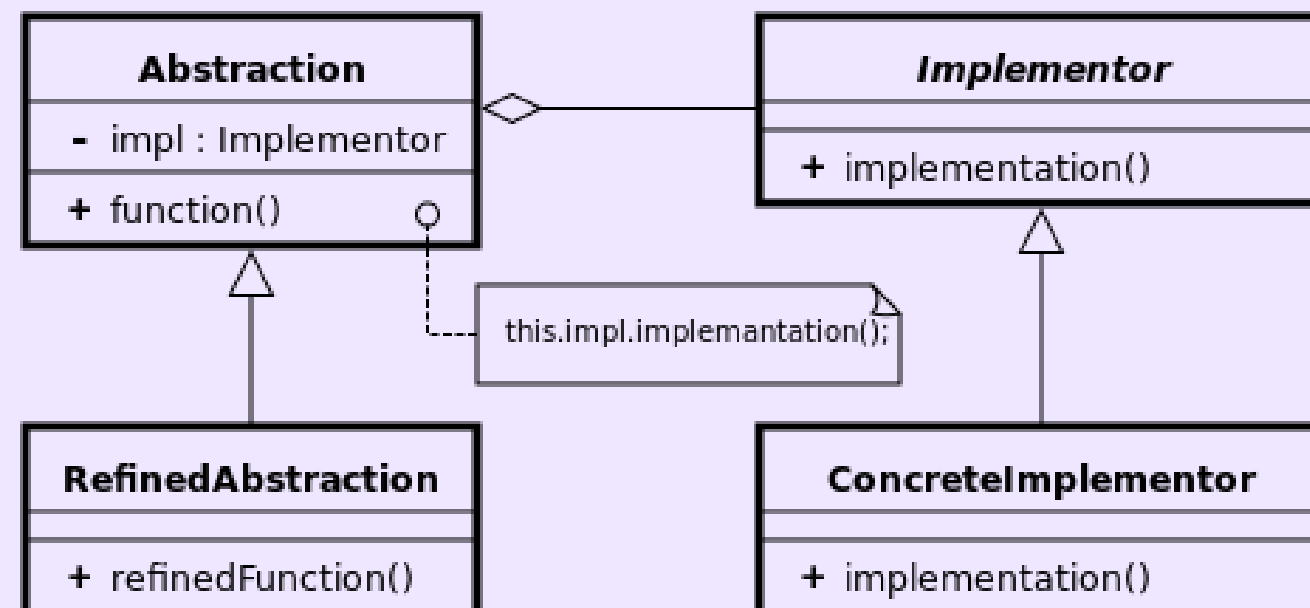 Abstraction
- impl : Implementor
+ function()
Implementor
+ implementation()
this.impl.implemantation();
RefinedAbstraction
+ refinedFunction()
ConcreteImplementor
+ implementation()